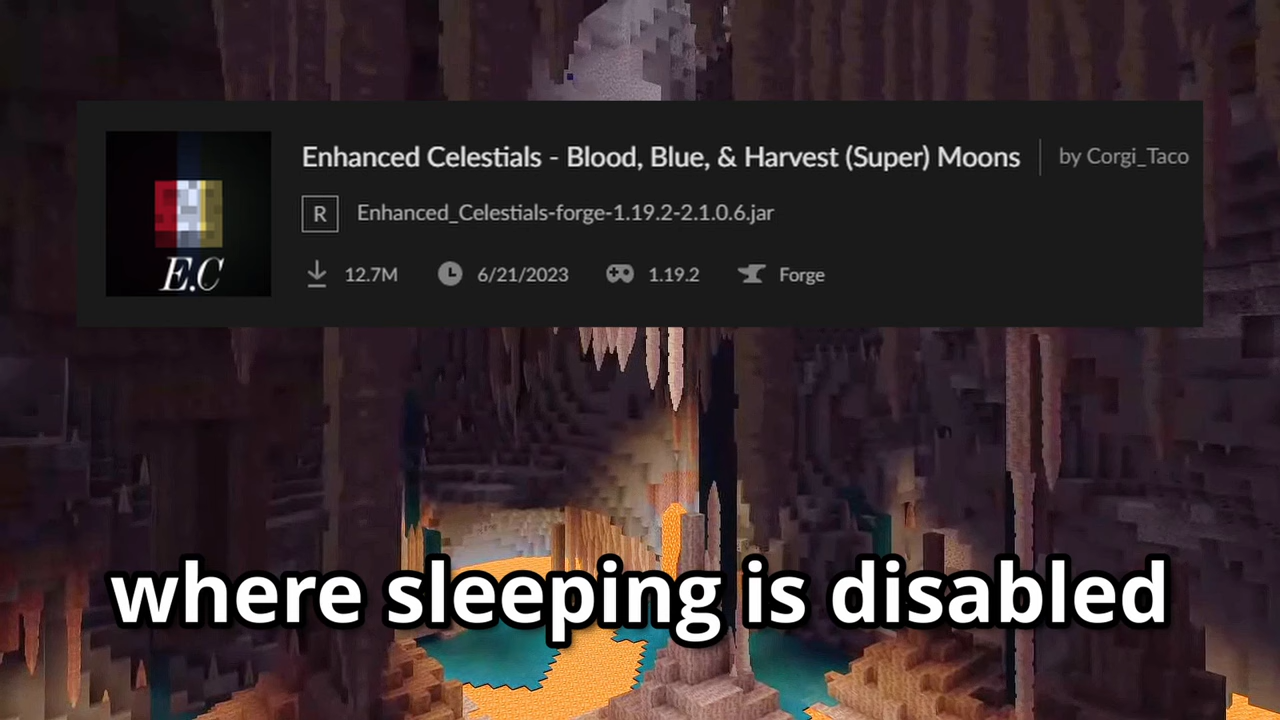 Enhanced Celestials - Blood, Blue, & Harvest (Super) Moons by Corgi_Taco
R Enhanced_Celestials-forge-1.19.2-2.1.0.6.jar
12.7M 6/21/2023 1.19.2 Forge
E.C
where sleeping is disabled